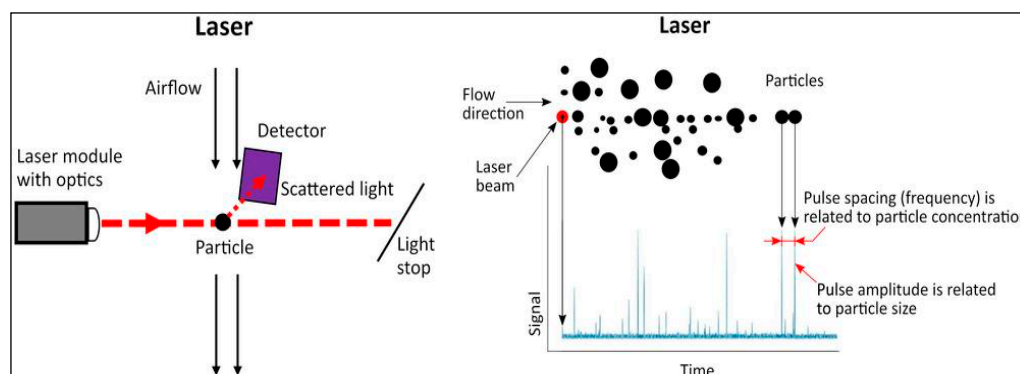 Laser
Airflow
Detector
Laser module
with optics
Scattered light
Particle
Light
stop
Laser
Particles
Flow
direction
Laser
beam
Pulse spacing (frequency) is
related to particle concentratio
Pulse amplitude is related
to particle size
Signal
Time